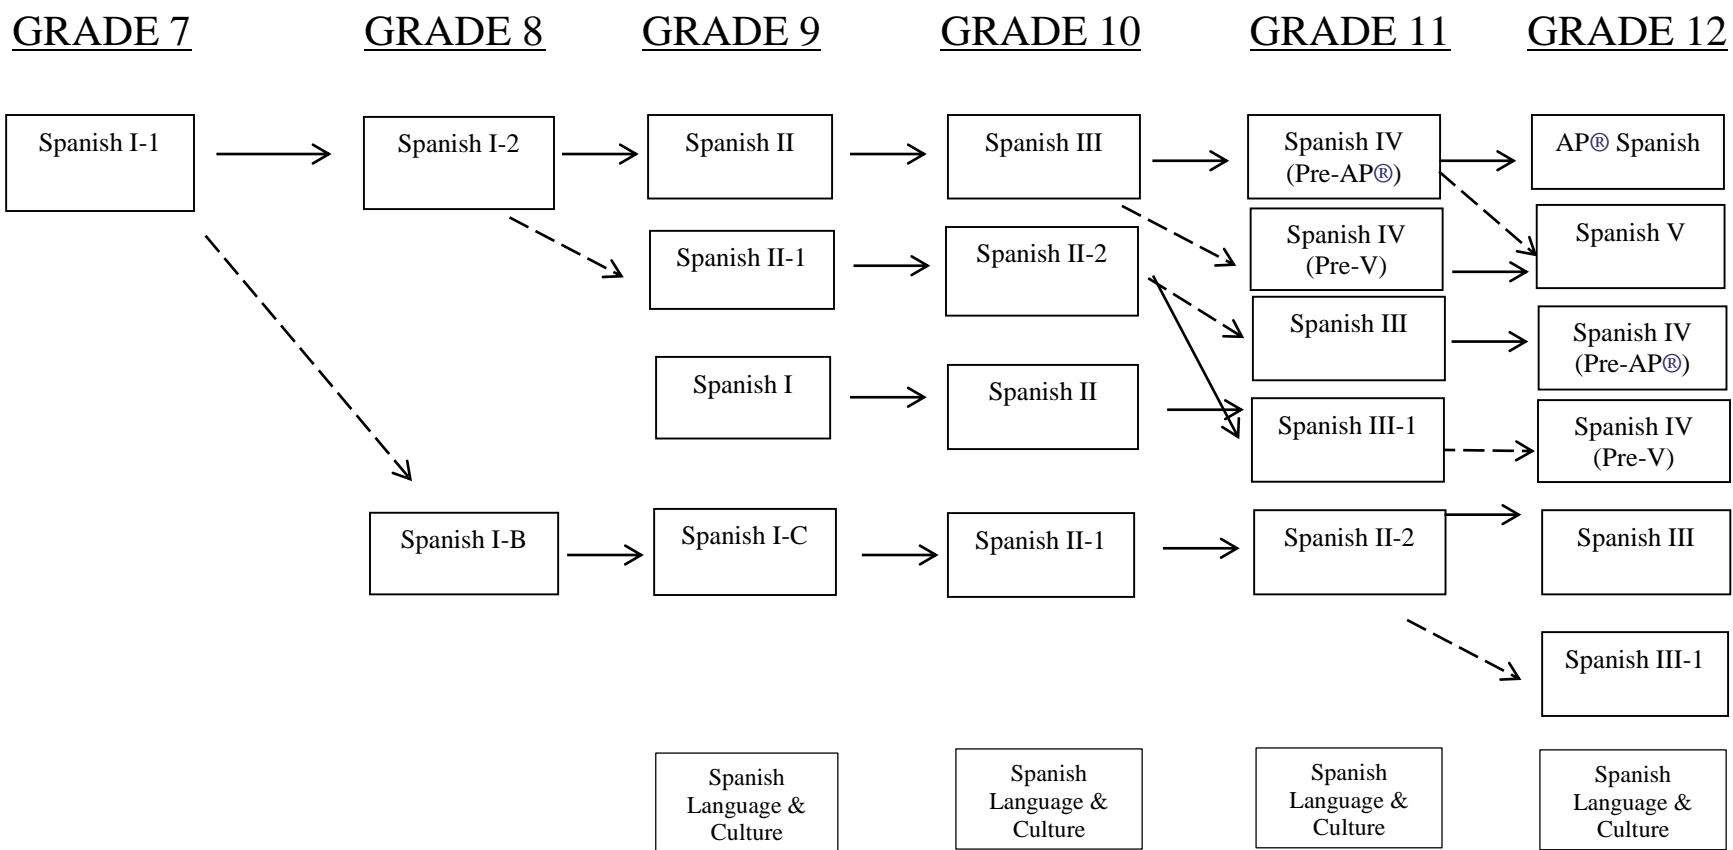 GRADE 7
GRADE 8
GRADE 9
GRADE 10
GRADE 11
GRADE 12
Spanish I-1
Spanish I-2
Spanish II
Spanish III
Spanish IV
(Pre-AP®)
AP® Spanish
Spanish II-1
Spanish II-2
Spanish IV
(Pre-V)
Spanish V
Spanish III
Spanish IV
(Pre-AP®)
Spanish I
Spanish II
Spanish III-1
Spanish IV
(Pre-V)
Spanish I-B
Spanish I-C
Spanish II-1
Spanish II-2
Spanish III
Spanish III-1
Spanish
Language &
Culture
Spanish
Language &
Culture
Spanish
Language &
Culture
Spanish
Language &
Culture